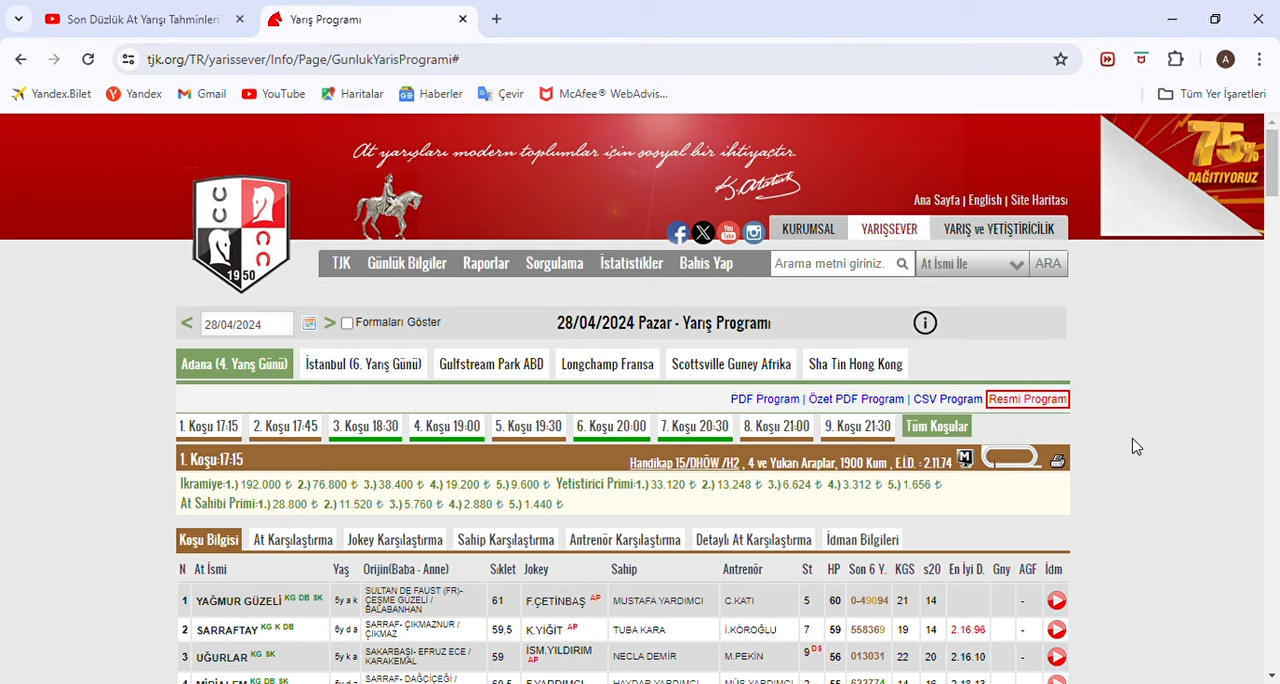 Son Düzlük At Yarışı Tahminleri
Yarış Programı
tjk.org/TR/yarissever/Info/Page/GunlukYarisProgrami#
A
Yandex.Bilet
Yandex
Gmail
YouTube
Haritalar
Haberler
Çevir
McAfee® WebAdvis...
Tüm Yer İşaretleri
At yarışları modern toplumlar için sosyal bir ihtiyaçtır.
K. Atatürk
75%
DAĞITIYORUZ
1950
Ana Sayfa | English | Site Haritası
KURUMSAL YARIŞSEVER YARIŞ ve YETİŞTİRİCİLİK
TJK Günlük Bilgiler Raporlar Sorgulama İstatistikler Bahis Yap Arama metni giriniz. At İsmi İle ARA
< 28/04/2024 > Formaları Göster 28/04/2024 Pazar - Yarış Programı
Adana (4. Yarış Günü) İstanbul (6. Yarış Günü) Gulfstream Park ABD Longchamp Fransa Scottsville Guney Afrika Sha Tin Hong Kong
PDF Program | Özet PDF Program | CSV Program Resmi Program
1. Koşu 17:15 2. Koşu 17:45 3. Koşu 18:30 4. Koşu 19:00 5. Koşu 19:30 6. Koşu 20:00 7. Koşu 20:30 8. Koşu 21:00 9. Koşu 21:30 Tüm Koşular
1. Koşu:17:15 Handikap 15/DHÖW /H2 , 4 ve Yukarı Araplar, 1900 Kum , E.İ.D. : 2.11.74 M
Ikramiye:1.) 192.000 ₺ 2.) 76.800 ₺ 3.) 38.400 ₺ 4.) 19.200 ₺ 5.) 9.600 ₺ Yetistirici Primi:1.) 33.120 ₺ 2.) 13.248 ₺ 3.) 6.624 ₺ 4.) 3.312 ₺ 5.) 1.656 ₺
At Sahibi Primi:1.) 28.800 ₺ 2.) 11.520 ₺ 3.) 5.760 ₺ 4.) 2.880 ₺ 5.) 1.440 ₺
Koşu Bilgisi At Karşılaştırma Jokey Karşılaştırma Sahip Karşılaştırma Antrenör Karşılaştırma Detaylı At Karşılaştırma İdman Bilgileri
N At İsmi Yaş Orijin(Baba - Anne) Sıklet Jokey Sahip Antrenör St HP Son 6 Y. KGS s20 En İyi D. Gny AGF İdm
1 YAĞMUR GÜZELİ KG DB SK 5y a k SULTAN DE FAUST (FR)- ÇEŞME GÜZELİ / BALABANHAN 61 F.ÇETİNBAŞ AP MUSTAFA YARDIMCI C.KATI 5 60 0-49094 21 14 -
2 SARRAFTAY KG K DB 6y d a SARRAF- ÇIKMAZNUR / ÇIKMAZ 59,5 K.YİĞİT AP TUBA KARA İ.KÖROĞLU 7 59 558369 19 14 2.16.96 -
3 UĞURLAR KG SK 5y k a SAKARBAŞI- EFRUZ ECE / KARAKEMAL 59 İSM.YILDIRIM AP NECLA DEMİR M.PEKİN 9 DS 56 013031 22 20 2.16.10 -